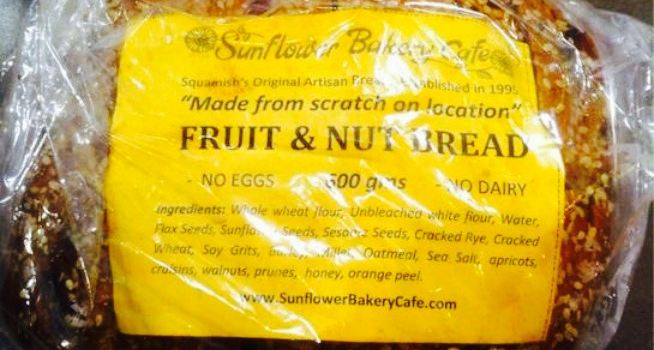 Sunflower Bakery Cafe
Squamish's Original Artisan Bread, Established in 1995
"Made from scratch on location"
FRUIT & NUT BREAD
- NO EGGS 600 gms - NO DAIRY
Ingredients: Whole wheat flour, Unbleached white flour, Water,
Flax Seeds, Sunflower Seeds, Sesame Seeds, Cracked Rye, Cracked
Wheat, Soy Grits, Barley, Millet, Oatmeal, Sea Salt, apricots,
craisins, walnuts, prunes, honey, orange peel.
www.SunflowerBakeryCafe.com